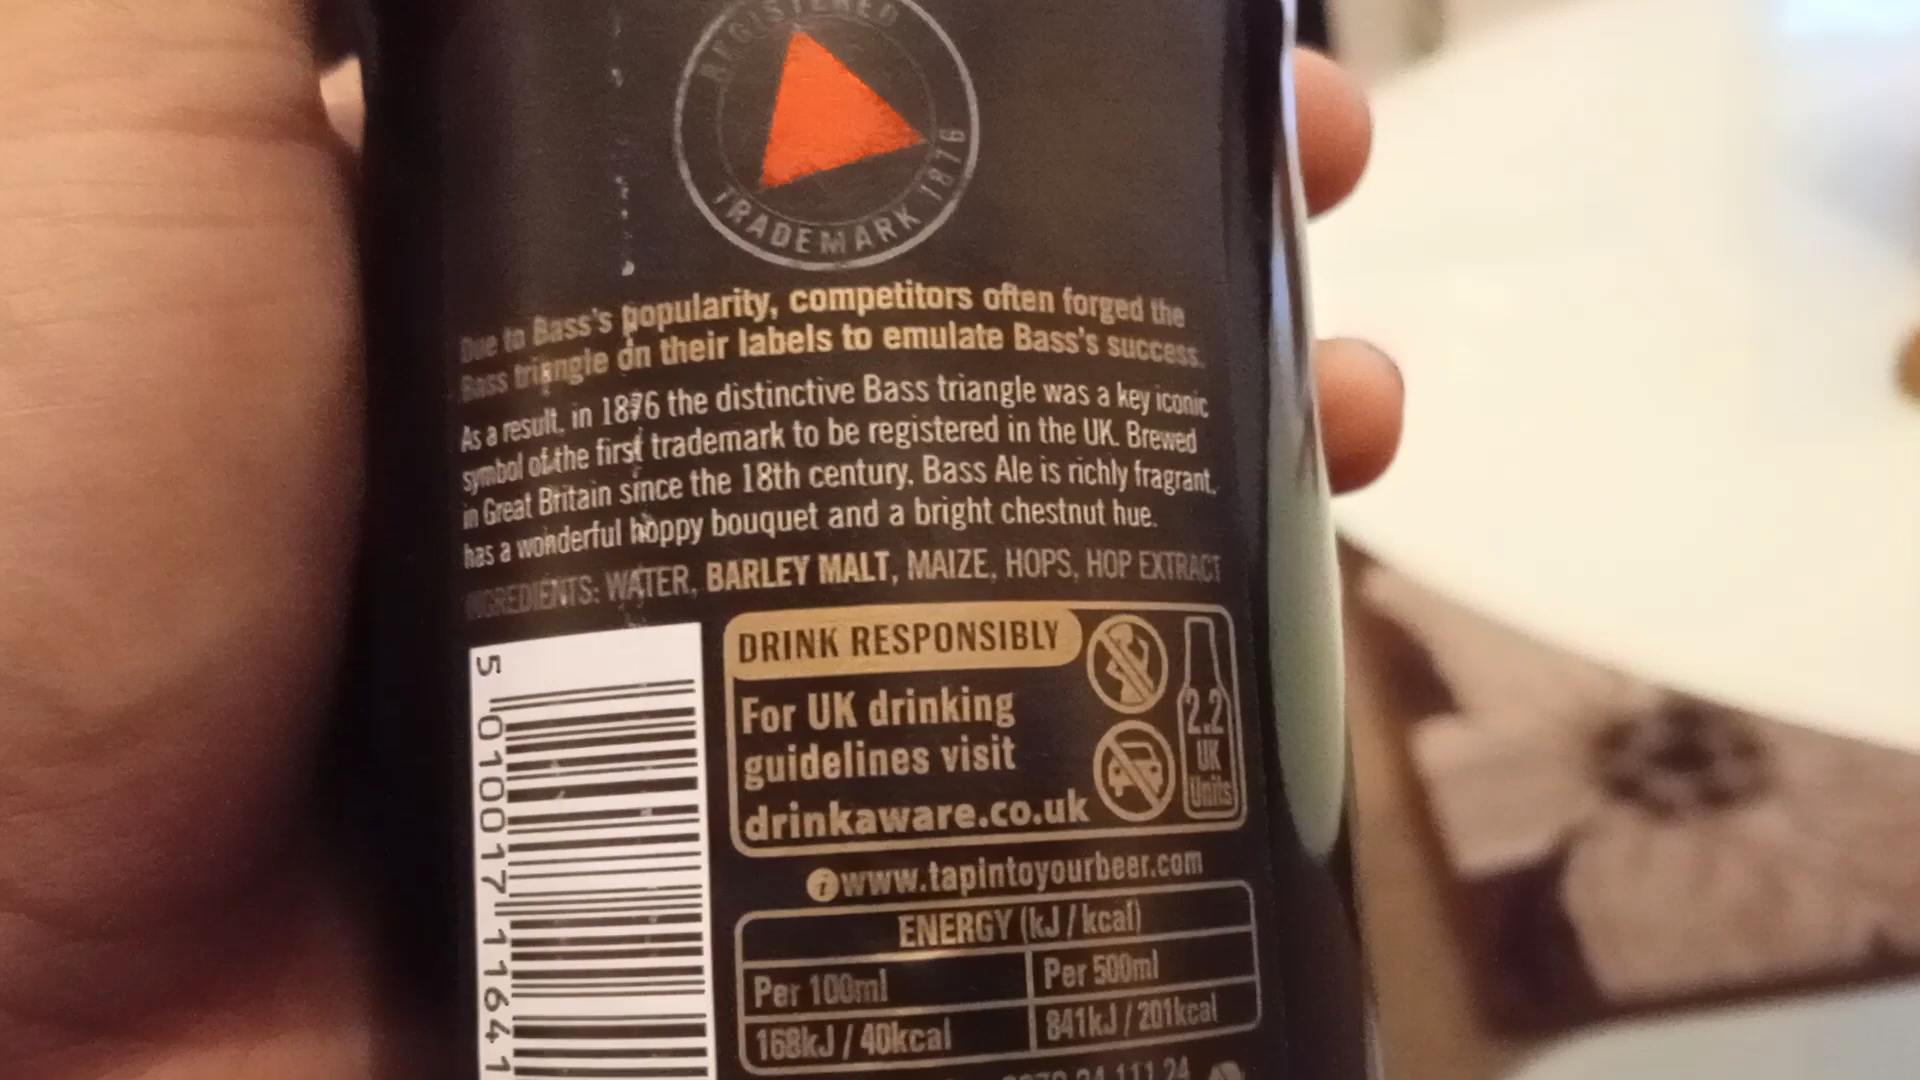 REGISTERED
TRADEMARK 1876
Due to Bass's popularity, competitors often forged the
Bass triangle on their labels to emulate Bass's success.
As a result, in 1876 the distinctive Bass triangle was a key iconic
symbol of the first trademark to be registered in the UK. Brewed
in Great Britain since the 18th century, Bass Ale is richly fragrant,
has a wonderful hoppy bouquet and a bright chestnut hue.
INGREDIENTS: WATER, BARLEY MALT, MAIZE, HOPS, HOP EXTRACT
5 010017 11641
DRINK RESPONSIBLY
For UK drinking
guidelines visit
drinkaware.co.uk
2.2
UK
Units
i www.tapintoyourbeer.com
ENERGY (kJ / kcal)
Per 100ml
Per 500ml
168kJ / 40kcal
841kJ / 201kcal